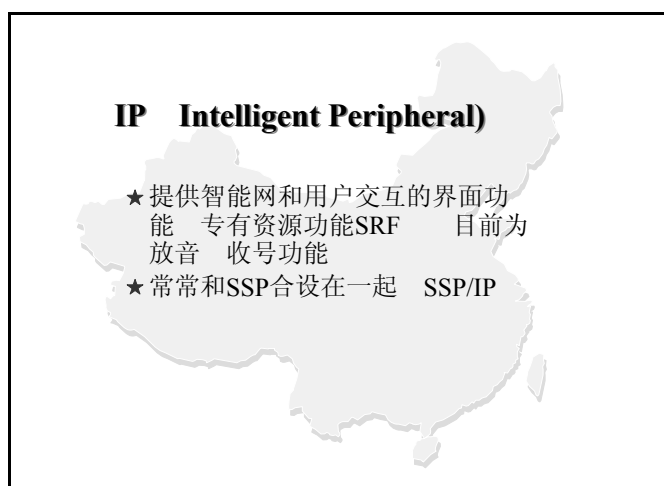 IP Intelligent Peripheral)
★提供智能网和用户交互的界面功
能 专有资源功能SRF 目前为
放音 收号功能
★常常和SSP合设在一起 SSP/IP